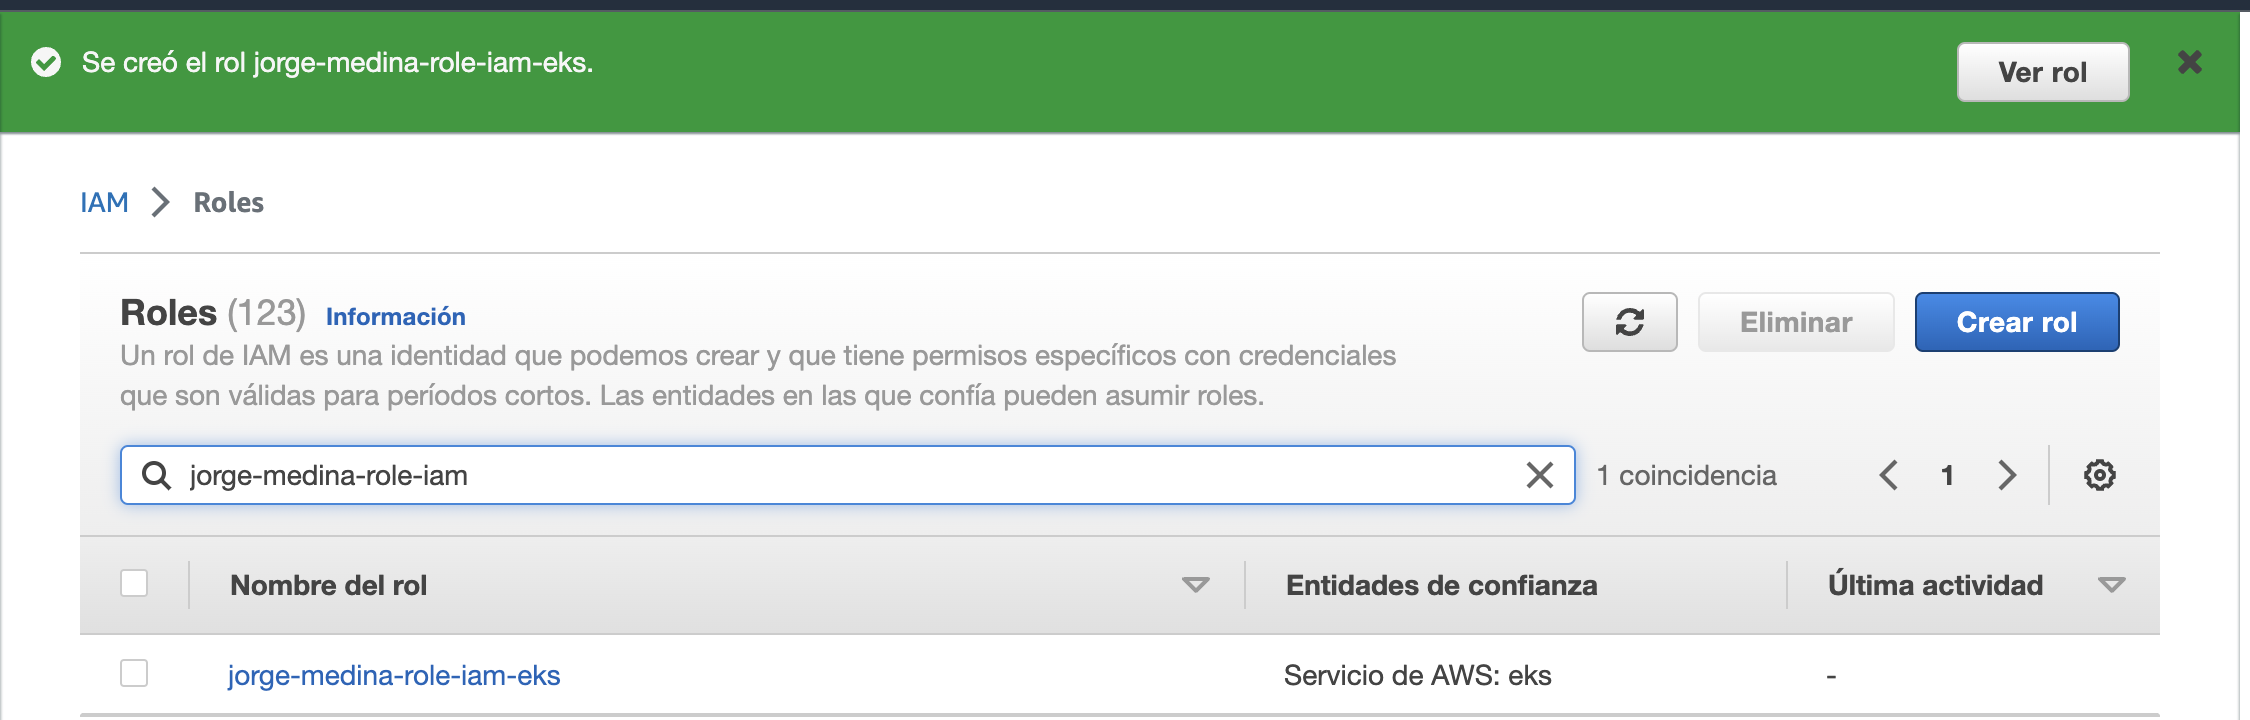 Se creó el rol jorge-medina-role-iam-eks.
Ver rol
IAM
Roles
Roles (123) Información
Un rol de IAM es una identidad que podemos crear y que tiene permisos específicos con credenciales
que son válidas para períodos cortos. Las entidades en las que confía pueden asumir roles.
Eliminar
Crear rol
jorge-medina-role-iam
1 coincidencia
1
Nombre del rol
Entidades de confianza
Última actividad
jorge-medina-role-iam-eks
Servicio de AWS: eks
-